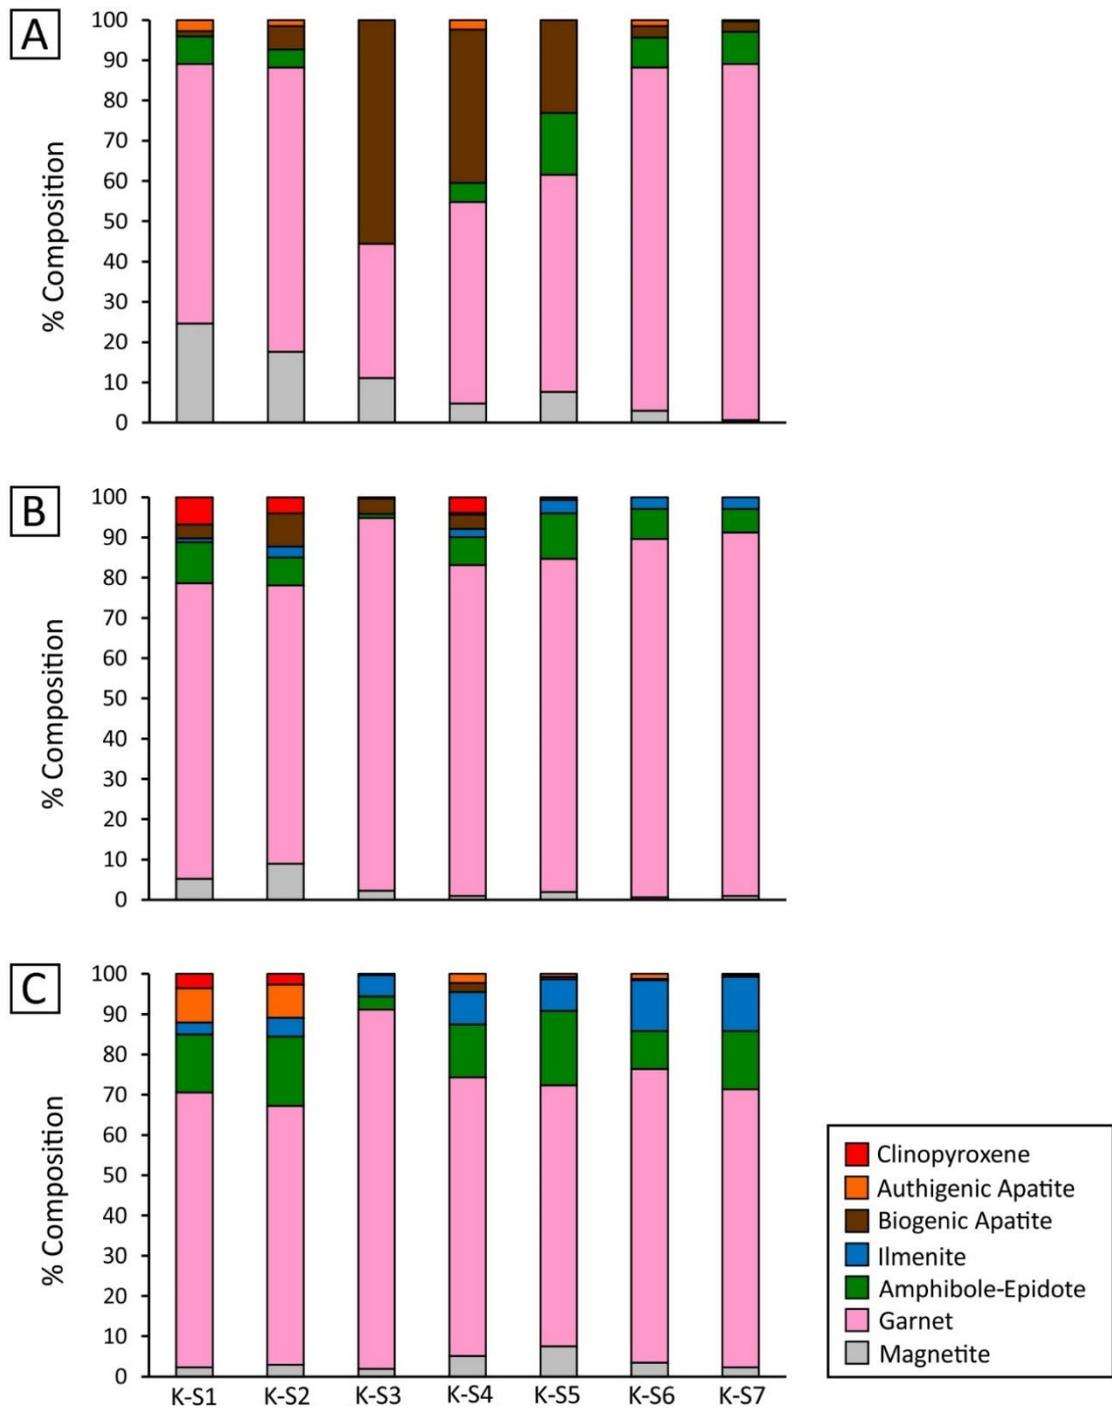 A
100
90
80
70
60
50
40
30
20
10
0
% Composition
B
100
90
80
70
60
50
40
30
20
10
0
% Composition
C
100
90
80
70
60
50
40
30
20
10
0
% Composition
K-S1 K-S2 K-S3 K-S4 K-S5 K-S6 K-S7
Clinopyroxene
Authigenic Apatite
Biogenic Apatite
Ilmenite
Amphibole-Epidote
Garnet
Magnetite